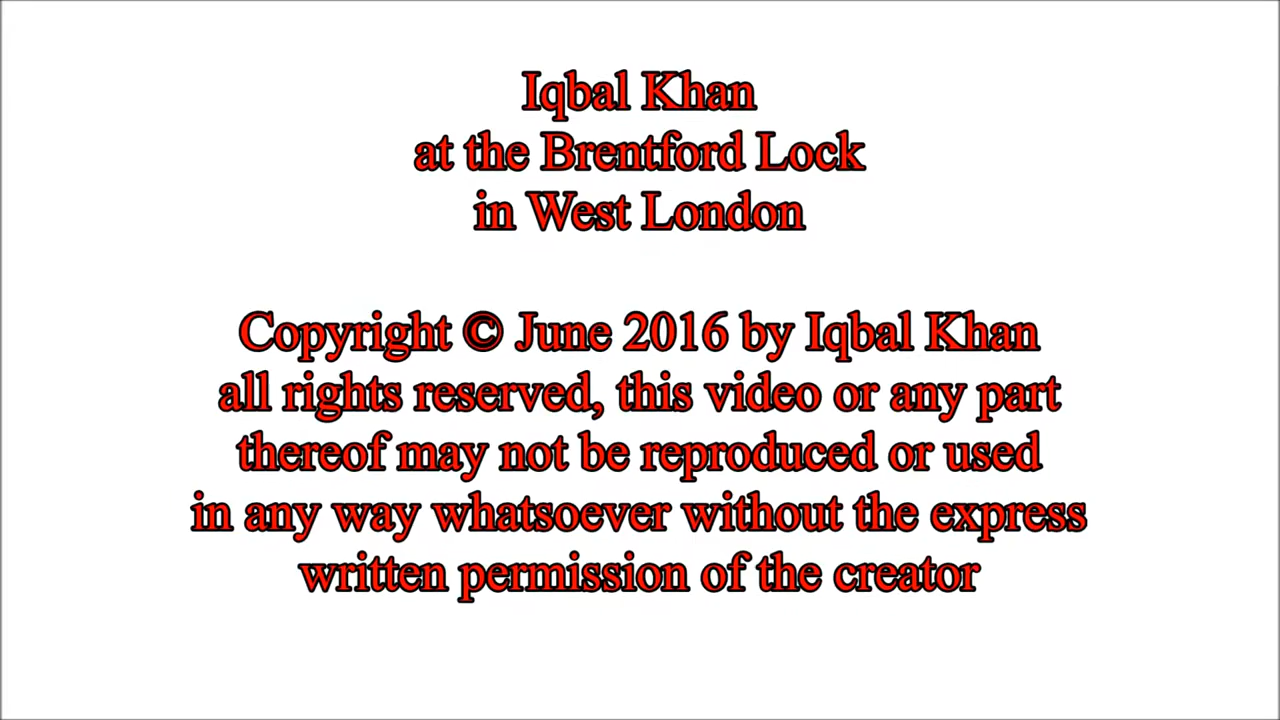 Iqbal Khan
at the Brentford Lock
in West London
Copyright © June 2016 by Iqbal Khan
all rights reserved, this video or any part
thereof may not be reproduced or used
in any way whatsoever without the express
written permission of the creator